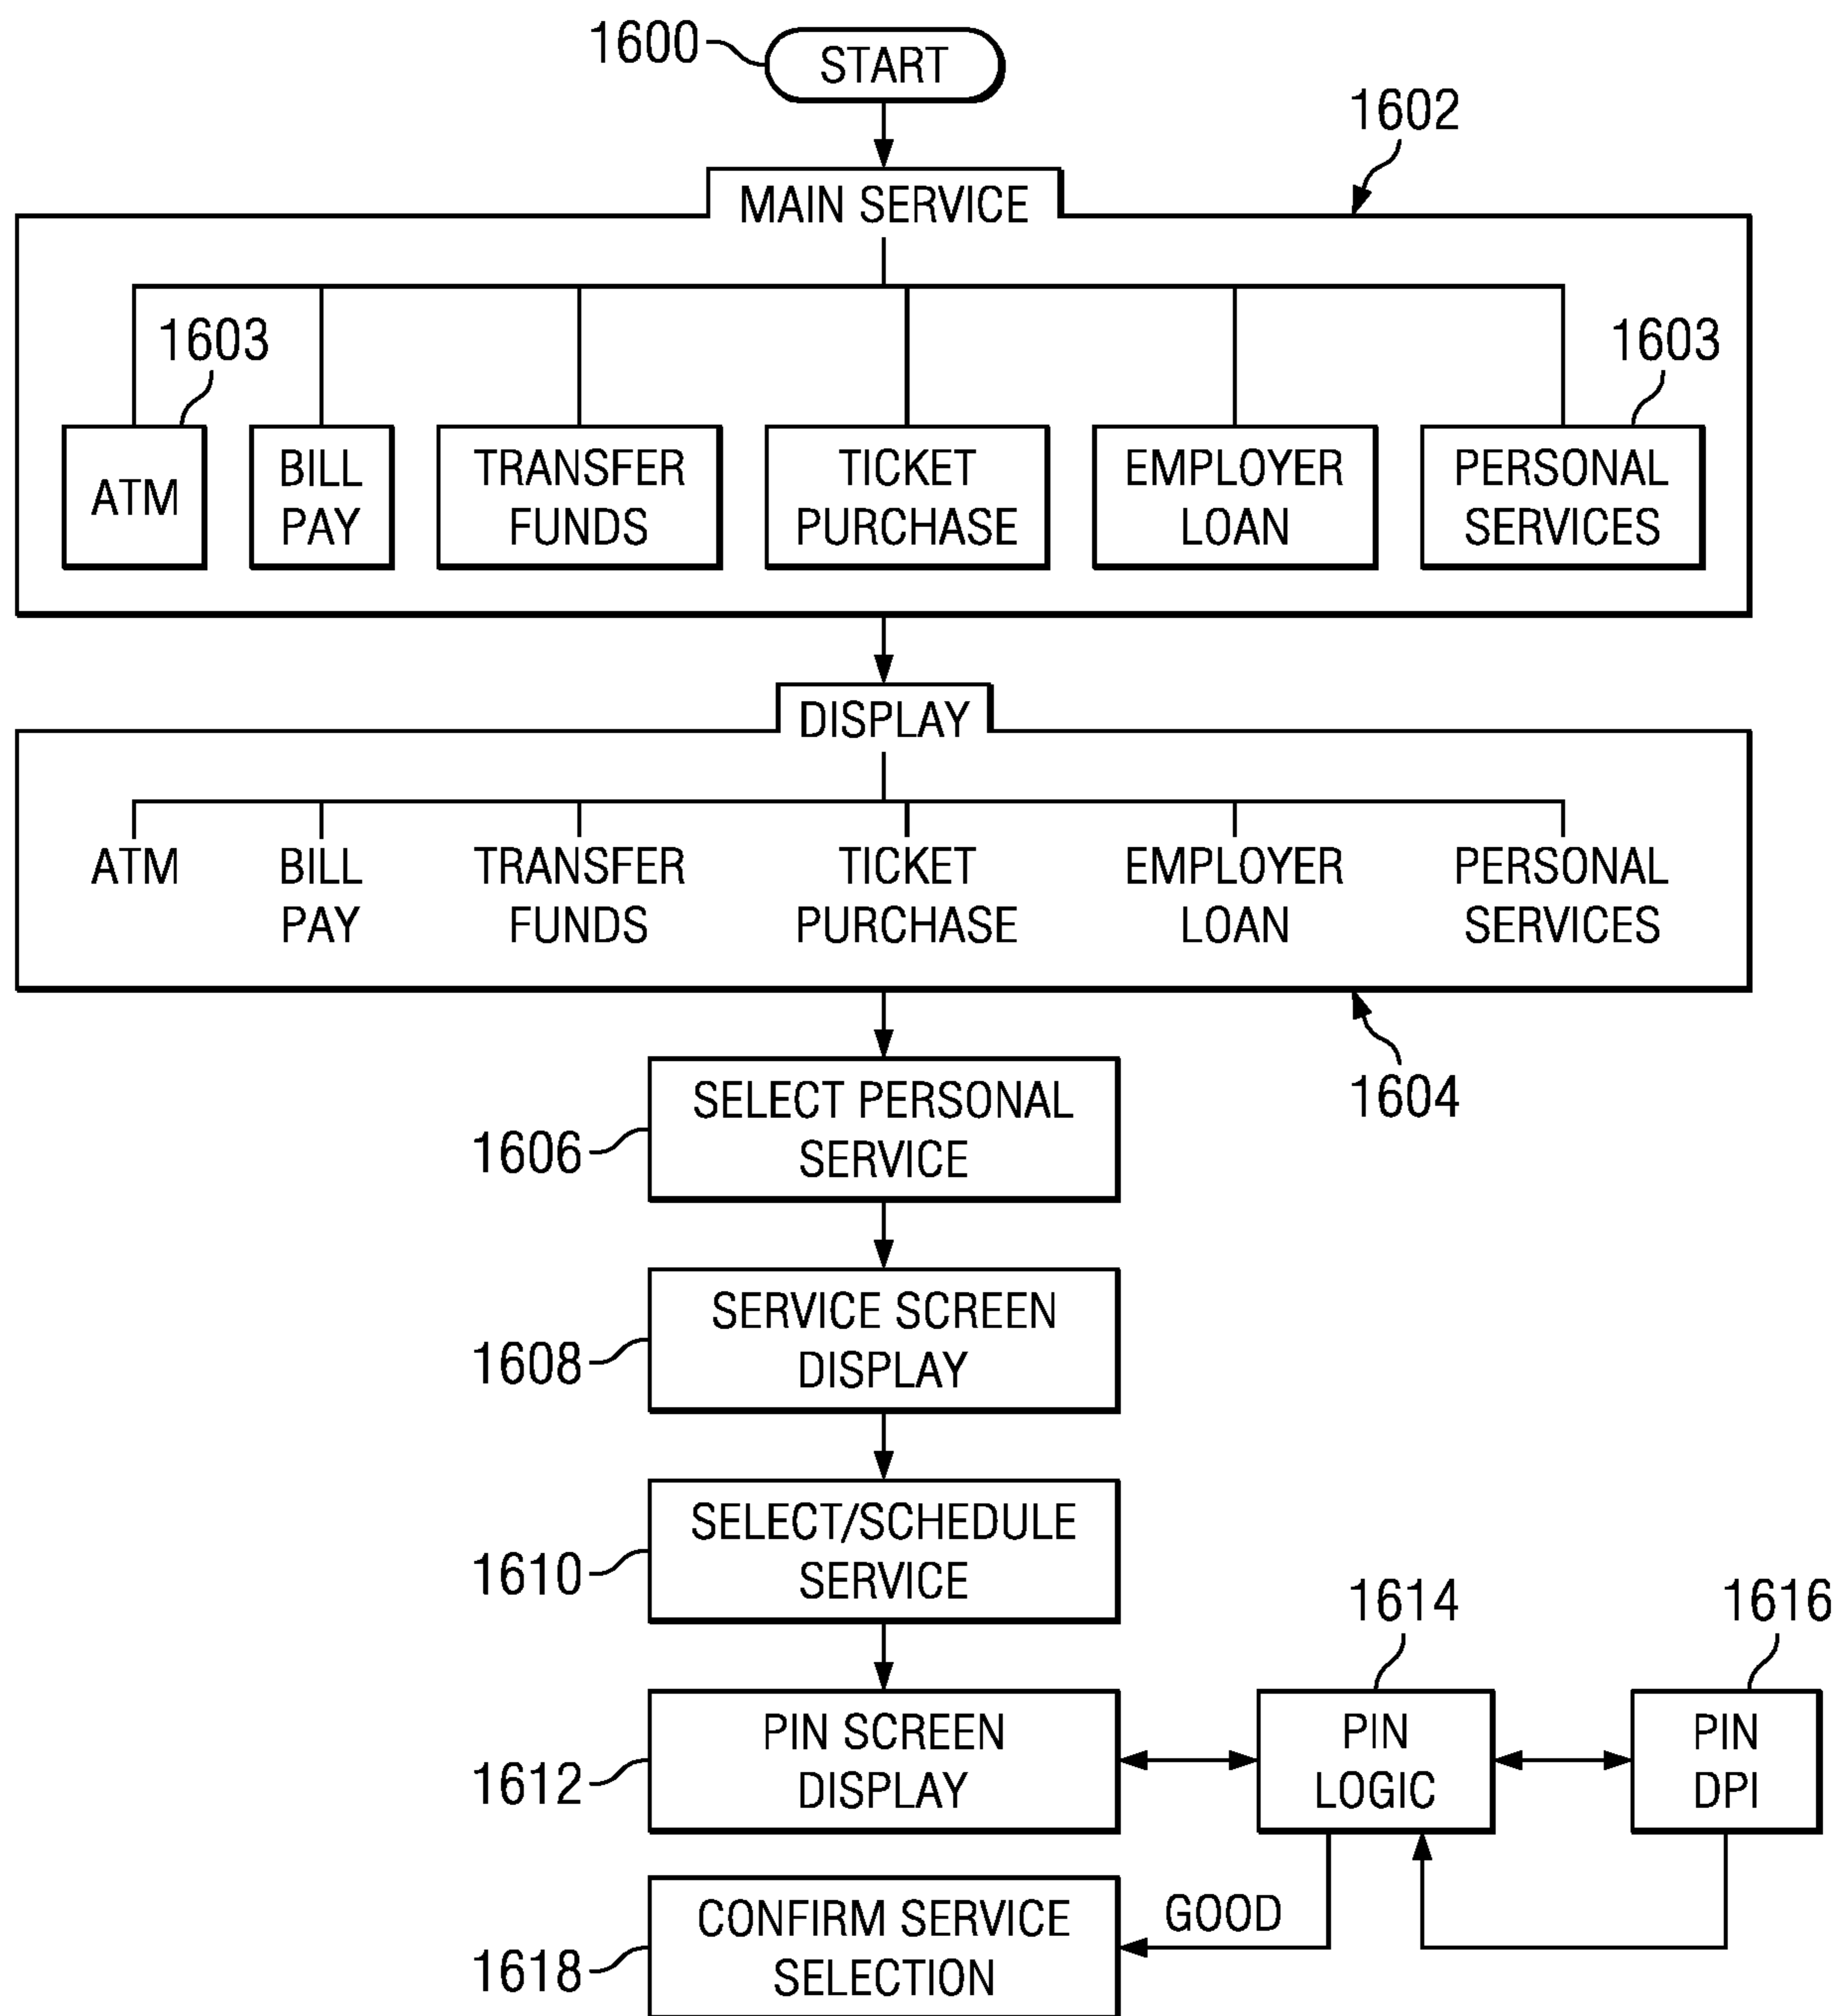 1600
START
1602
MAIN SERVICE
1603
1603
ATM
BILL
PAY
TRANSFER
FUNDS
TICKET
PURCHASE
EMPLOYER
LOAN
PERSONAL
SERVICES
DISPLAY
ATM
BILL
PAY
TRANSFER
FUNDS
TICKET
PURCHASE
EMPLOYER
LOAN
PERSONAL
SERVICES
1604
SELECT PERSONAL
SERVICE
1606
SERVICE SCREEN
DISPLAY
1608
SELECT/SCHEDULE
SERVICE
1610
1614
1616
PIN SCREEN
DISPLAY
1612
PIN
LOGIC
PIN
DPI
GOOD
CONFIRM SERVICE
SELECTION
1618